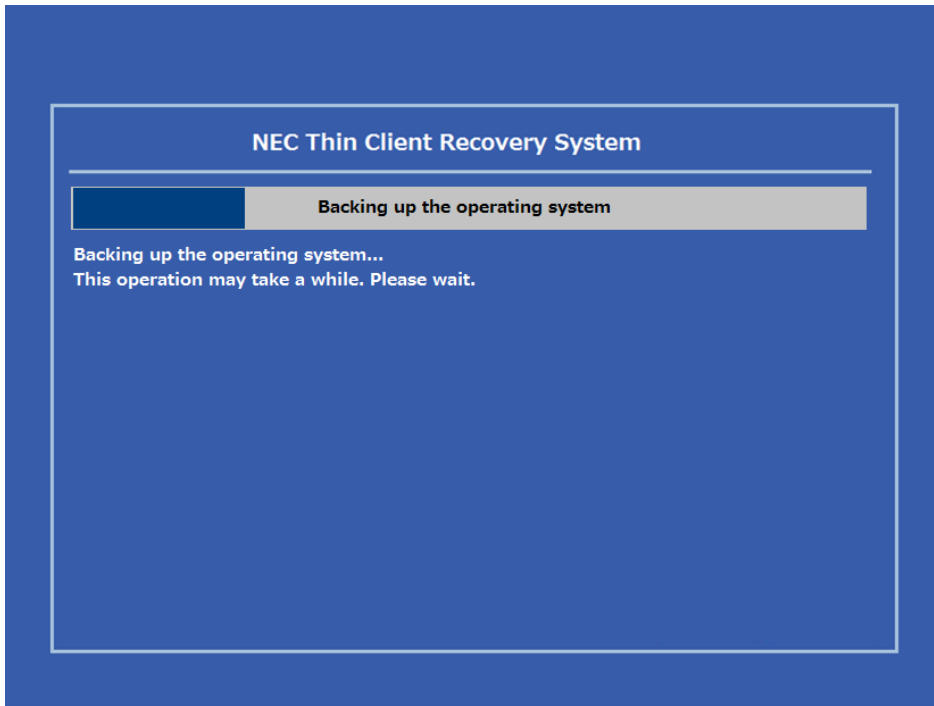 NEC Thin Client Recovery System
Backing up the operating system
Backing up the operating system...
This operation may take a while. Please wait.